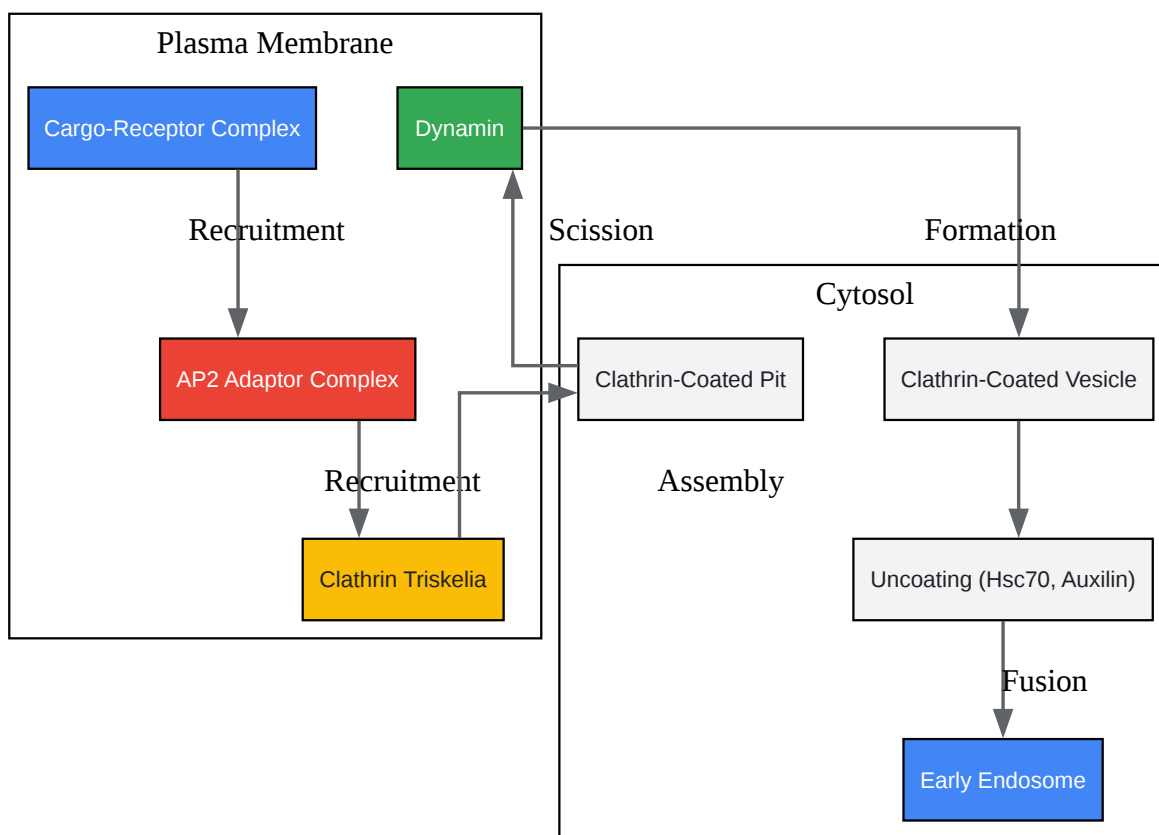 Plasma Membrane
Cargo-Receptor Complex
Dynamin
Recruitment
Scission
Formation
Cytosol
AP2 Adaptor Complex
Clathrin-Coated Pit
Clathrin-Coated Vesicle
Recruitment
Assembly
Clathrin Triskelia
Uncoating (Hsc70, Auxilin)
Fusion
Early Endosome